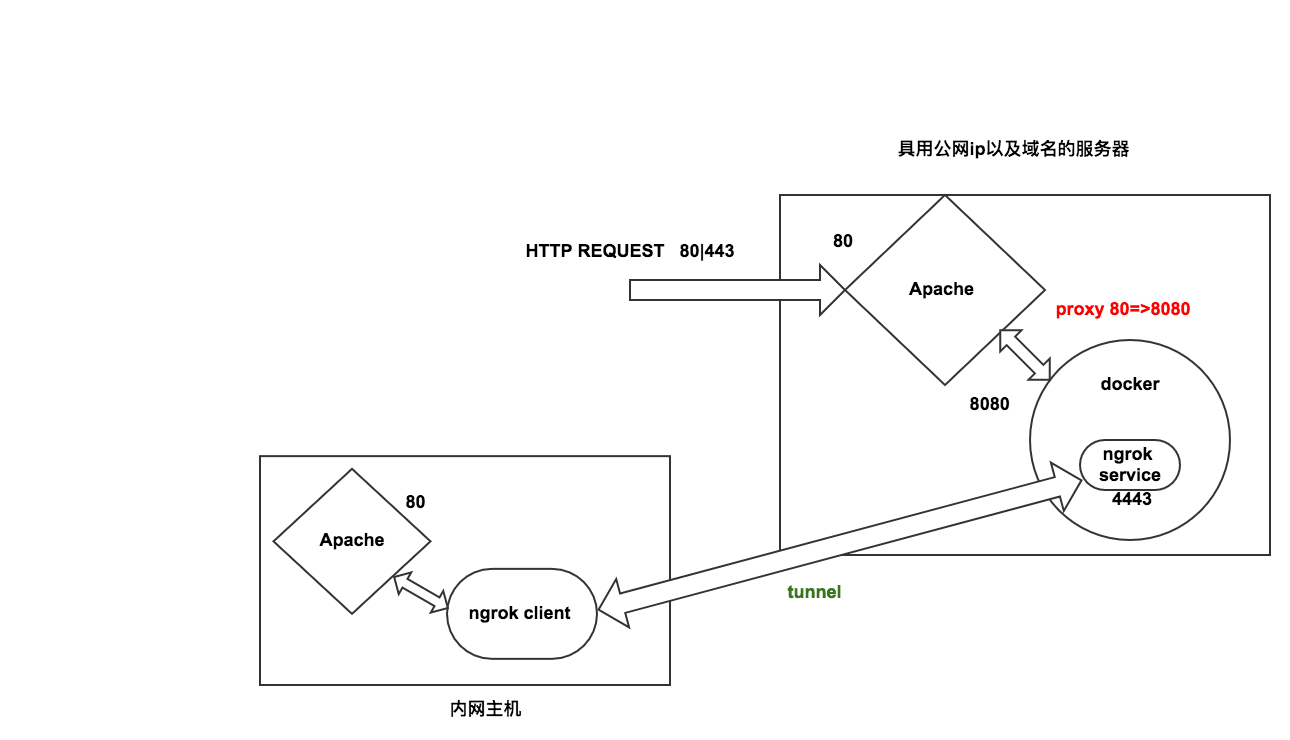 具用公网ip以及域名的服务器
HTTP REQUEST 80|443
80
Apache
proxy 80=>8080
8080
docker
ngrok
service
4443
80
Apache
ngrok client
tunnel
内网主机